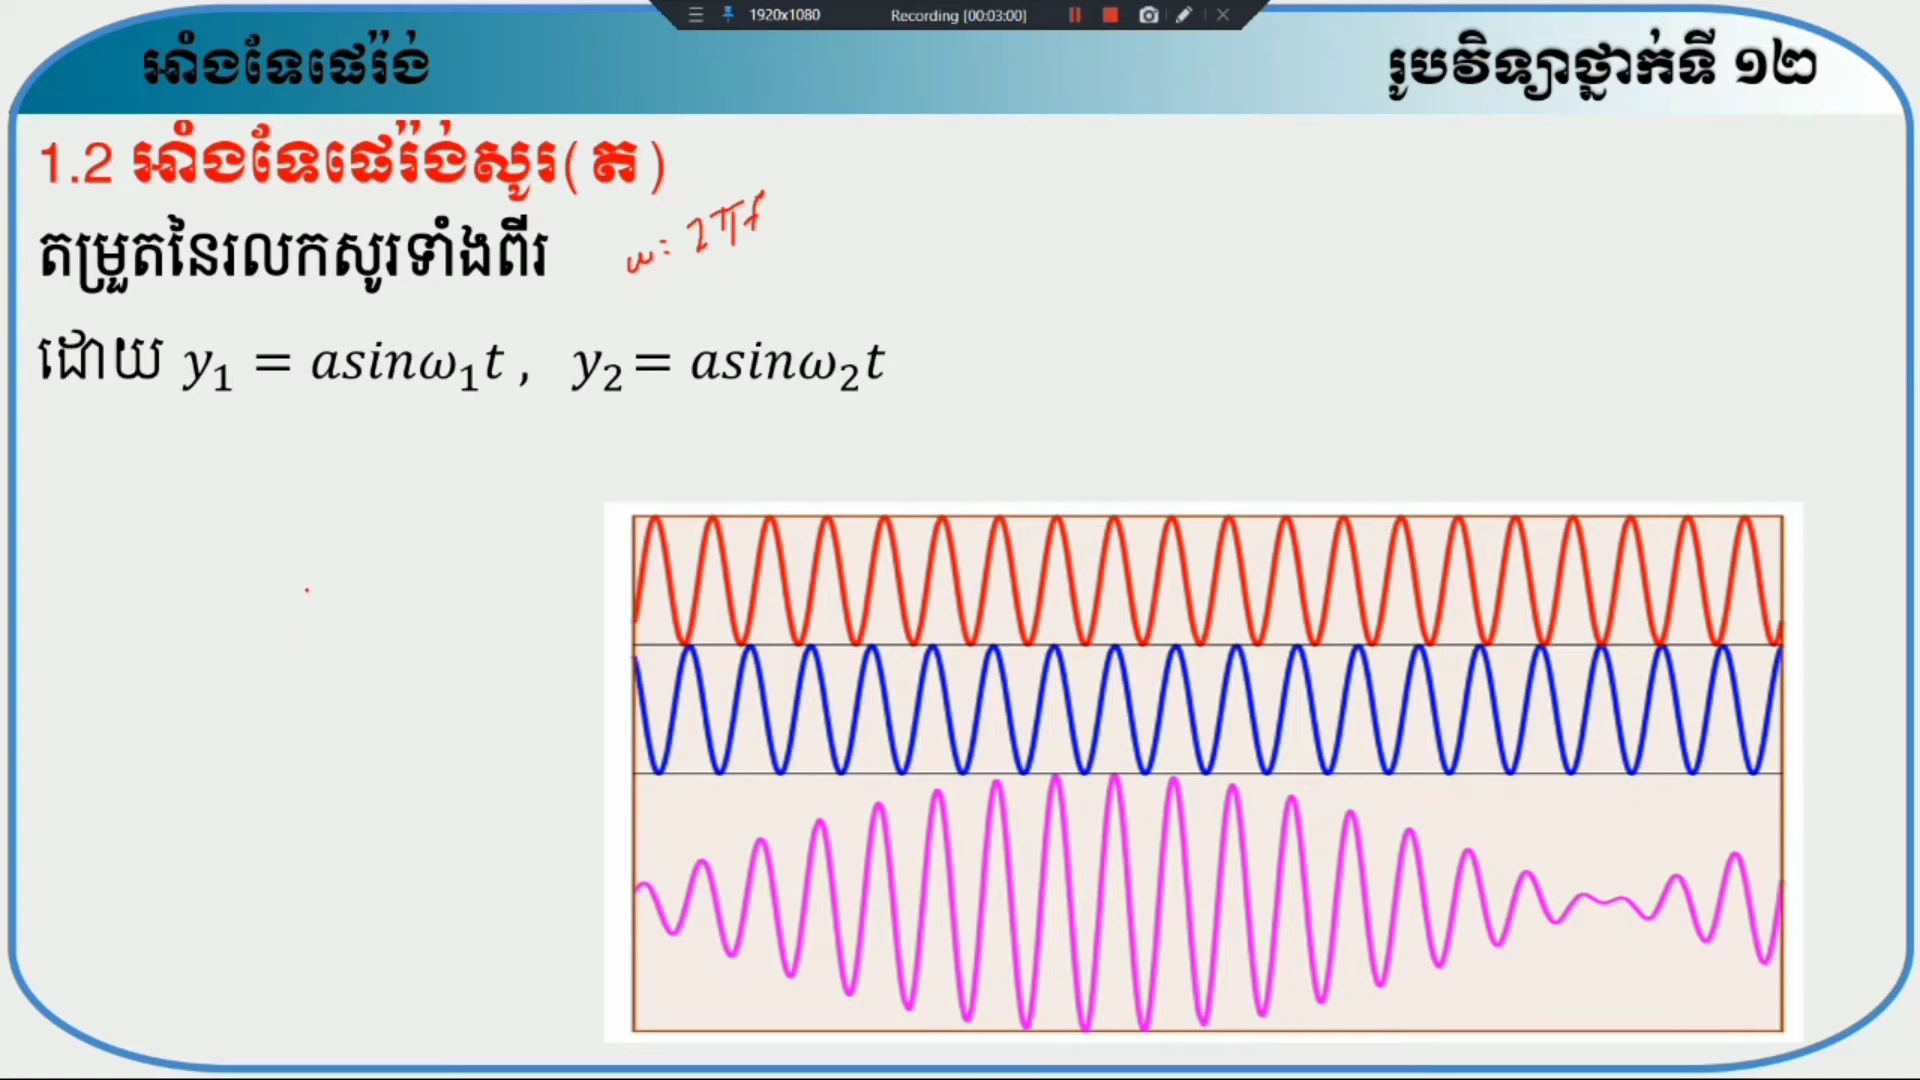 1920x1080 Recording [00:03:00]
អាំងទែផេរ៉ង់
រូបវិទ្យាថ្នាក់ទី ១២
1.2 អាំងទែផេរ៉ង់សូរ(ត)
តម្រួតនៃរលកសូរទាំងពីរ
ω= 2πf
ដោយ y₁ = asinω₁t , y₂= asinω₂t